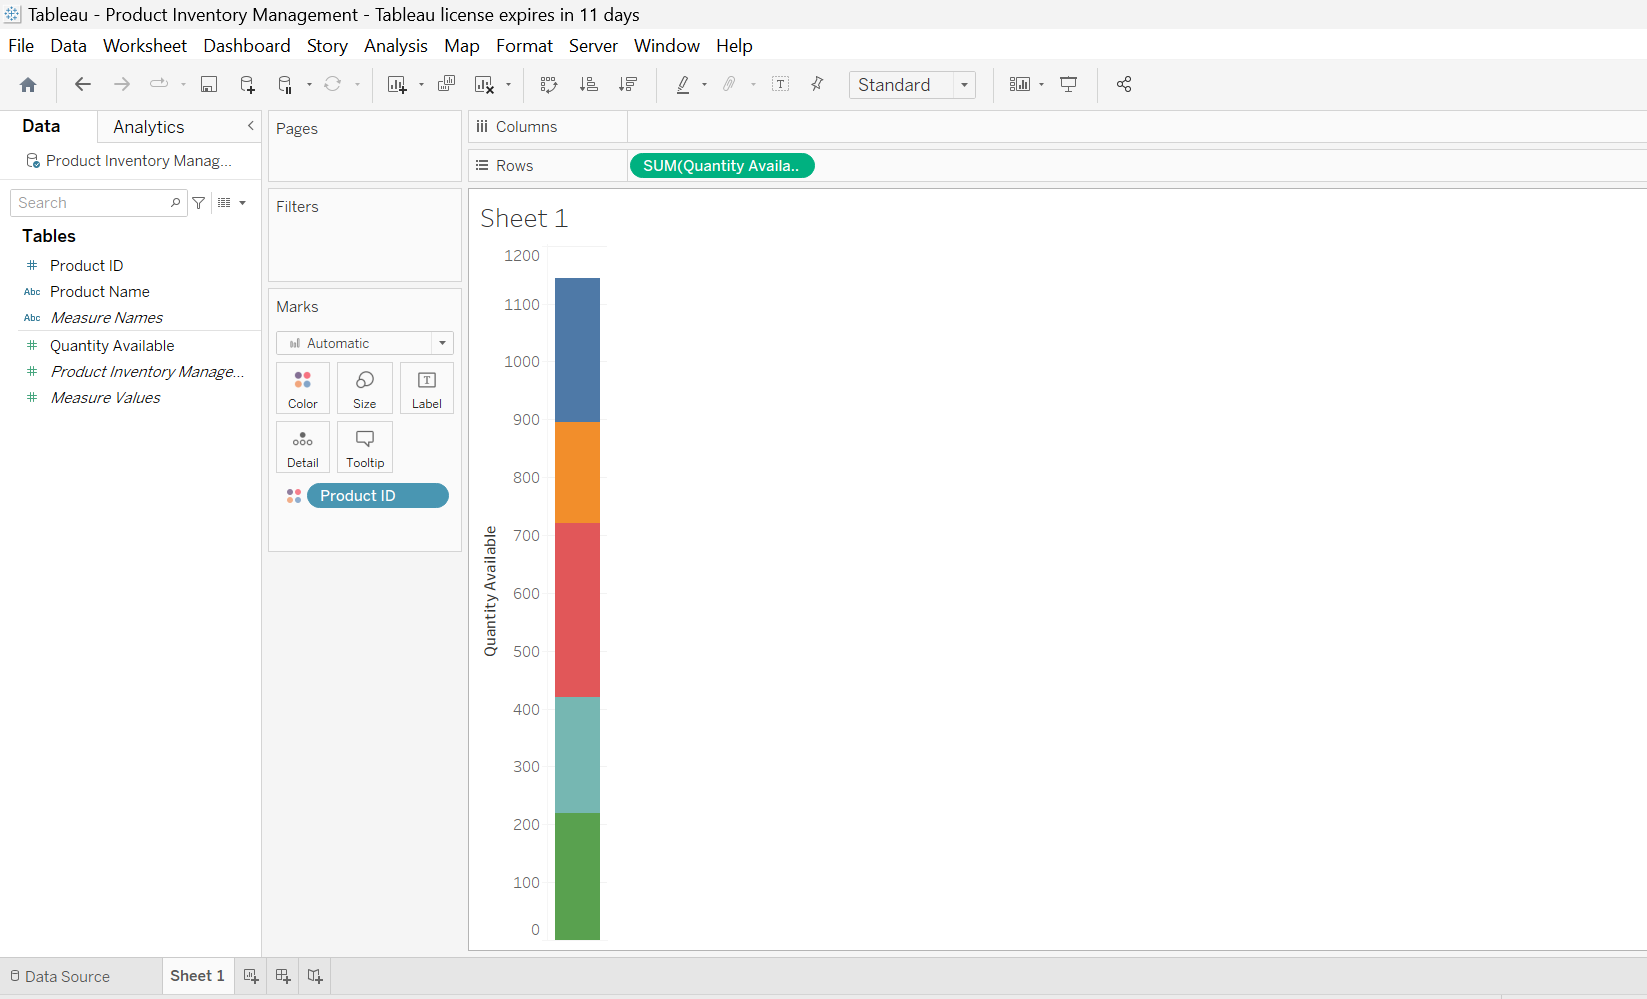 Tableau - Product Inventory Management - Tableau license expires in 11 days
File Data Worksheet Dashboard Story Analysis Map Format Server Window Help
Standard
Data Analytics
Product Inventory Manag...
Search
Tables
# Product ID
Abc Product Name
Abc Measure Names
# Quantity Available
# Product Inventory Manage...
# Measure Values
Pages
Filters
Marks
Automatic
Color Size Label
Detail Tooltip
Product ID
Columns
Rows SUM(Quantity Availa..
Sheet 1
1200
1100
1000
900
800
700
600
500
400
300
200
100
0
Quantity Available
Data Source Sheet 1